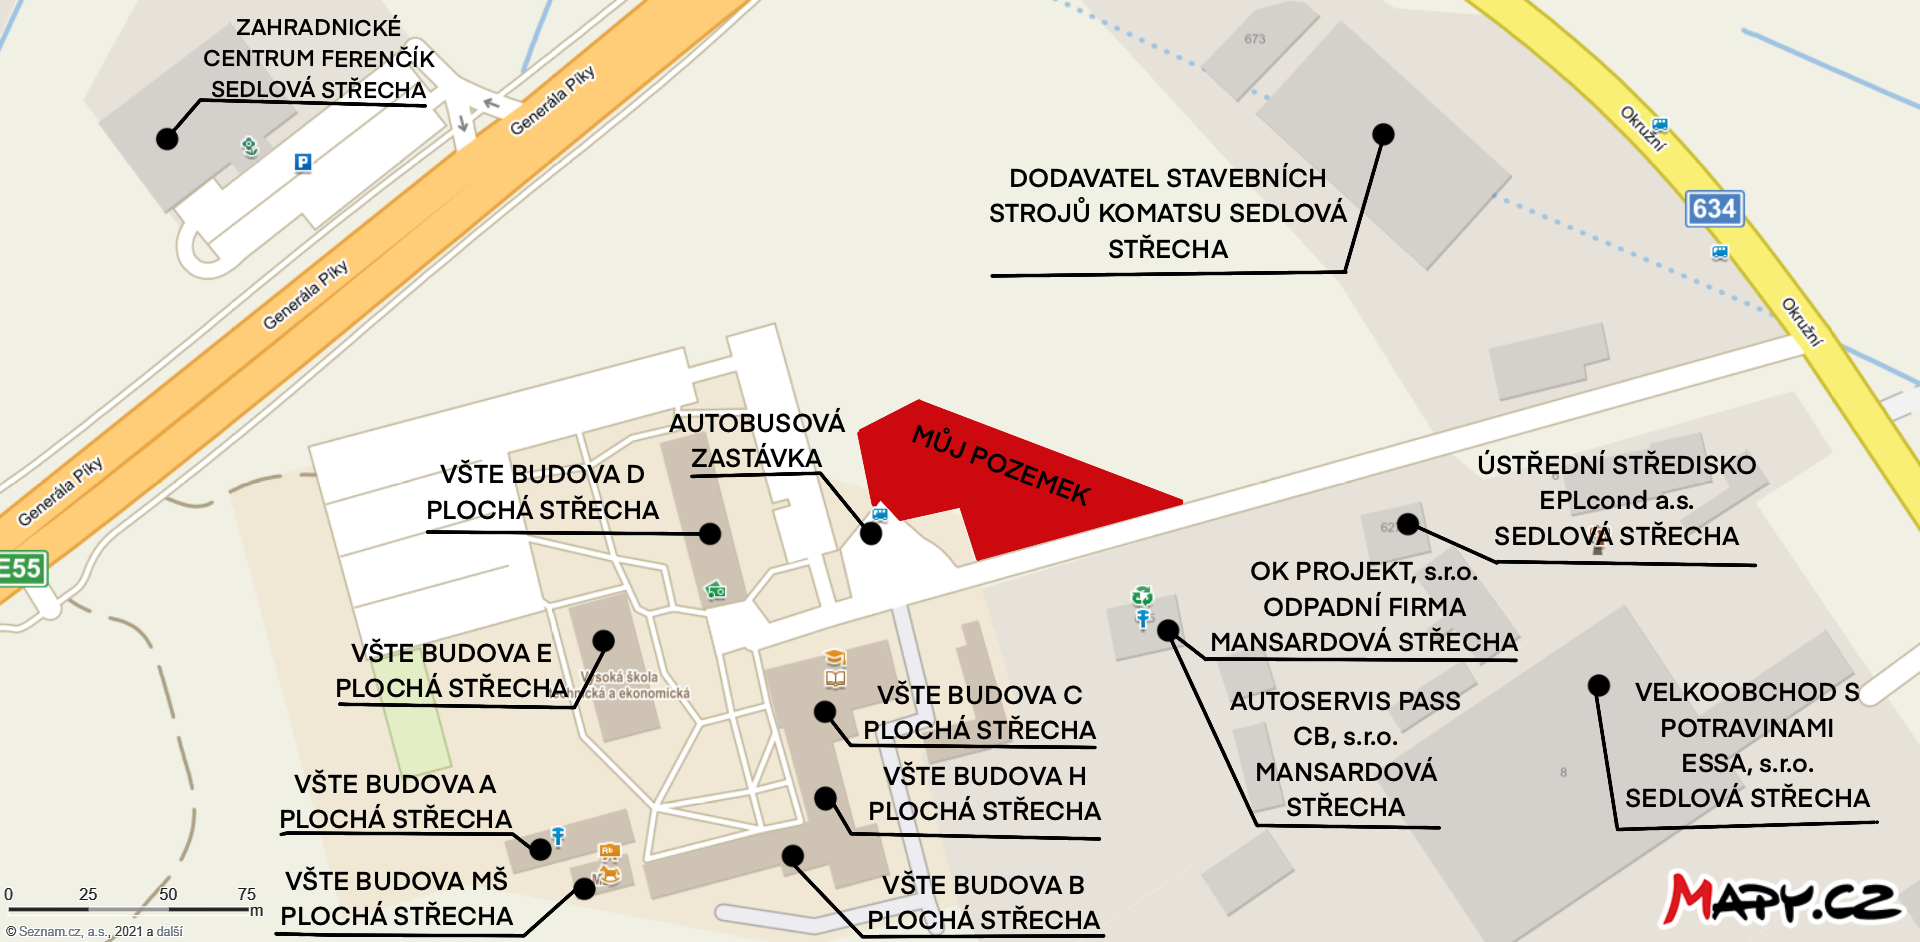 ZAHRADNICKÉ
CENTRUM FERENČÍK
SEDLOVÁ STŘECHA
P
Generála Píky
Generála Píky
Generála Píky
E55
673
DODAVATEL STAVEBNÍCH
STROJŮ KOMATSU SEDLOVÁ
STŘECHA
Okružní
634
Okružní
AUTOBUSOVÁ
ZASTÁVKA
MŮJ POZEMEK
VŠTE BUDOVA D
PLOCHÁ STŘECHA
ÚSTŘEDNÍ STŘEDISKO
EPLcond a.s.
SEDLOVÁ STŘECHA
OK PROJEKT, s.r.o.
ODPADNÍ FIRMA
MANSARDOVÁ STŘECHA
VŠTE BUDOVA E
PLOCHÁ STŘECHA
Vysoká škola
technická a ekonomická
VŠTE BUDOVA C
PLOCHÁ STŘECHA
AUTOSERVIS PASS
CB, s.r.o.
MANSARDOVÁ
STŘECHA
VELKOOBCHOD S
POTRAVINAMI
ESSA, s.r.o.
SEDLOVÁ STŘECHA
8
VŠTE BUDOVA H
PLOCHÁ STŘECHA
VŠTE BUDOVA A
PLOCHÁ STŘECHA
VŠTE BUDOVA MŠ
PLOCHÁ STŘECHA
VŠTE BUDOVA B
PLOCHÁ STŘECHA
0 25 50 75
m
© Seznam.cz, a.s., 2021 a další
MAPY.CZ